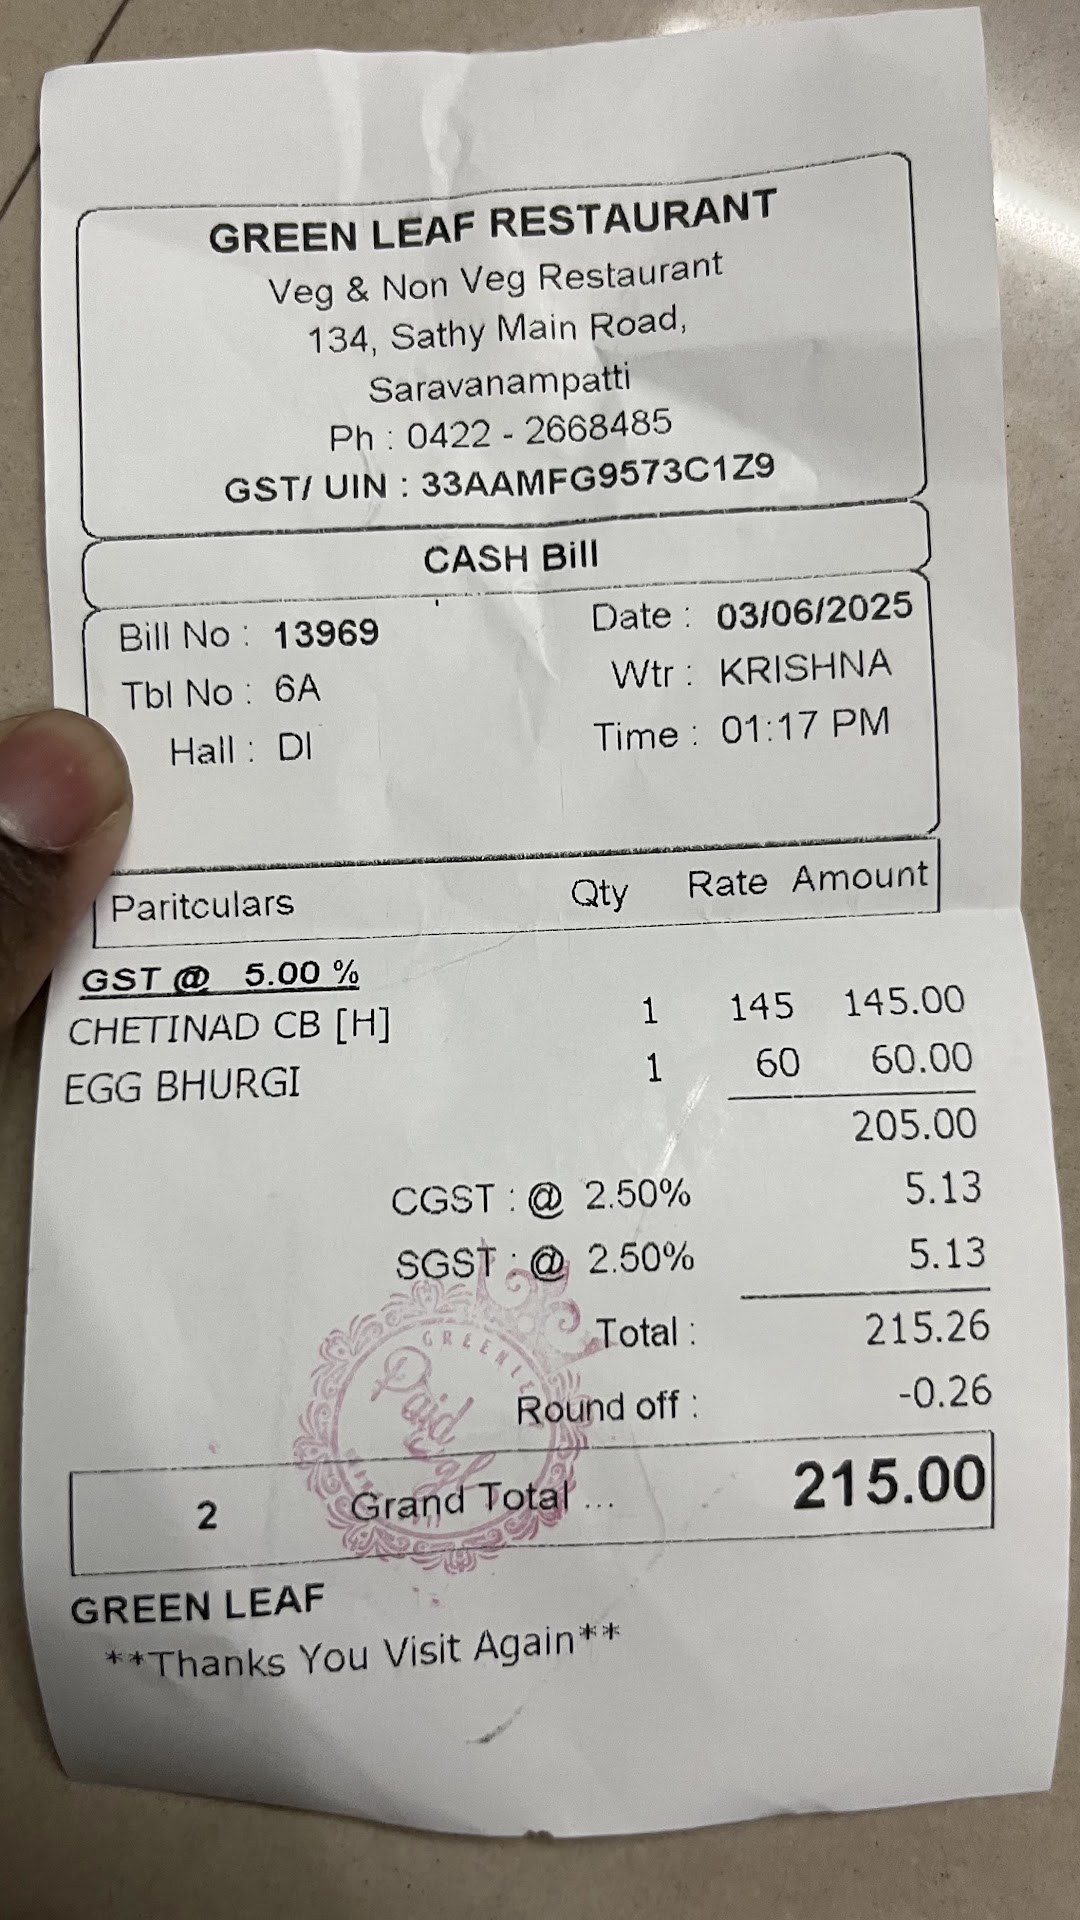 GREEN LEAF RESTAURANT
Veg & Non Veg Restaurant
134, Sathy Main Road,
Saravanampatti
Ph : 0422 - 2668485
GST/ UIN : 33AAMFG9573C1Z9
CASH Bill
Bill No : 13969 Date : 03/06/2025
Tbl No : 6A Wtr : KRISHNA
Hall : DI Time : 01:17 PM
Paritculars Qty Rate Amount
GST @ 5.00 %
CHETINAD CB [H] 1 145 145.00
EGG BHURGI 1 60 60.00
205.00
CGST : @ 2.50% 5.13
SGST : @ 2.50% 5.13
Total : 215.26
Round off : -0.26
Paid
2 Grand Total ... 215.00
GREEN LEAF
**Thanks You Visit Again**